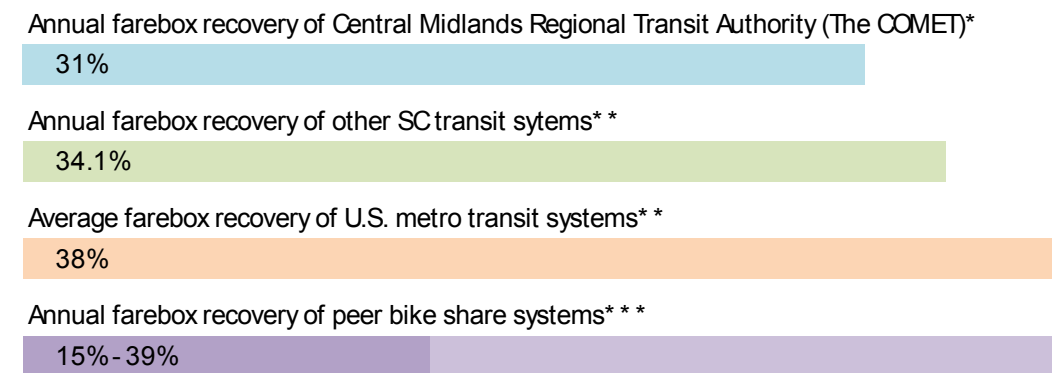 Annual farebox recovery of Central Midlands Regional Transit Authority (The COMET)*
31%
Annual farebox recovery of other SC transit sytems**
34.1%
Average farebox recovery of U.S. metro transit systems**
38%
Annual farebox recovery of peer bike share systems***
15%-39%